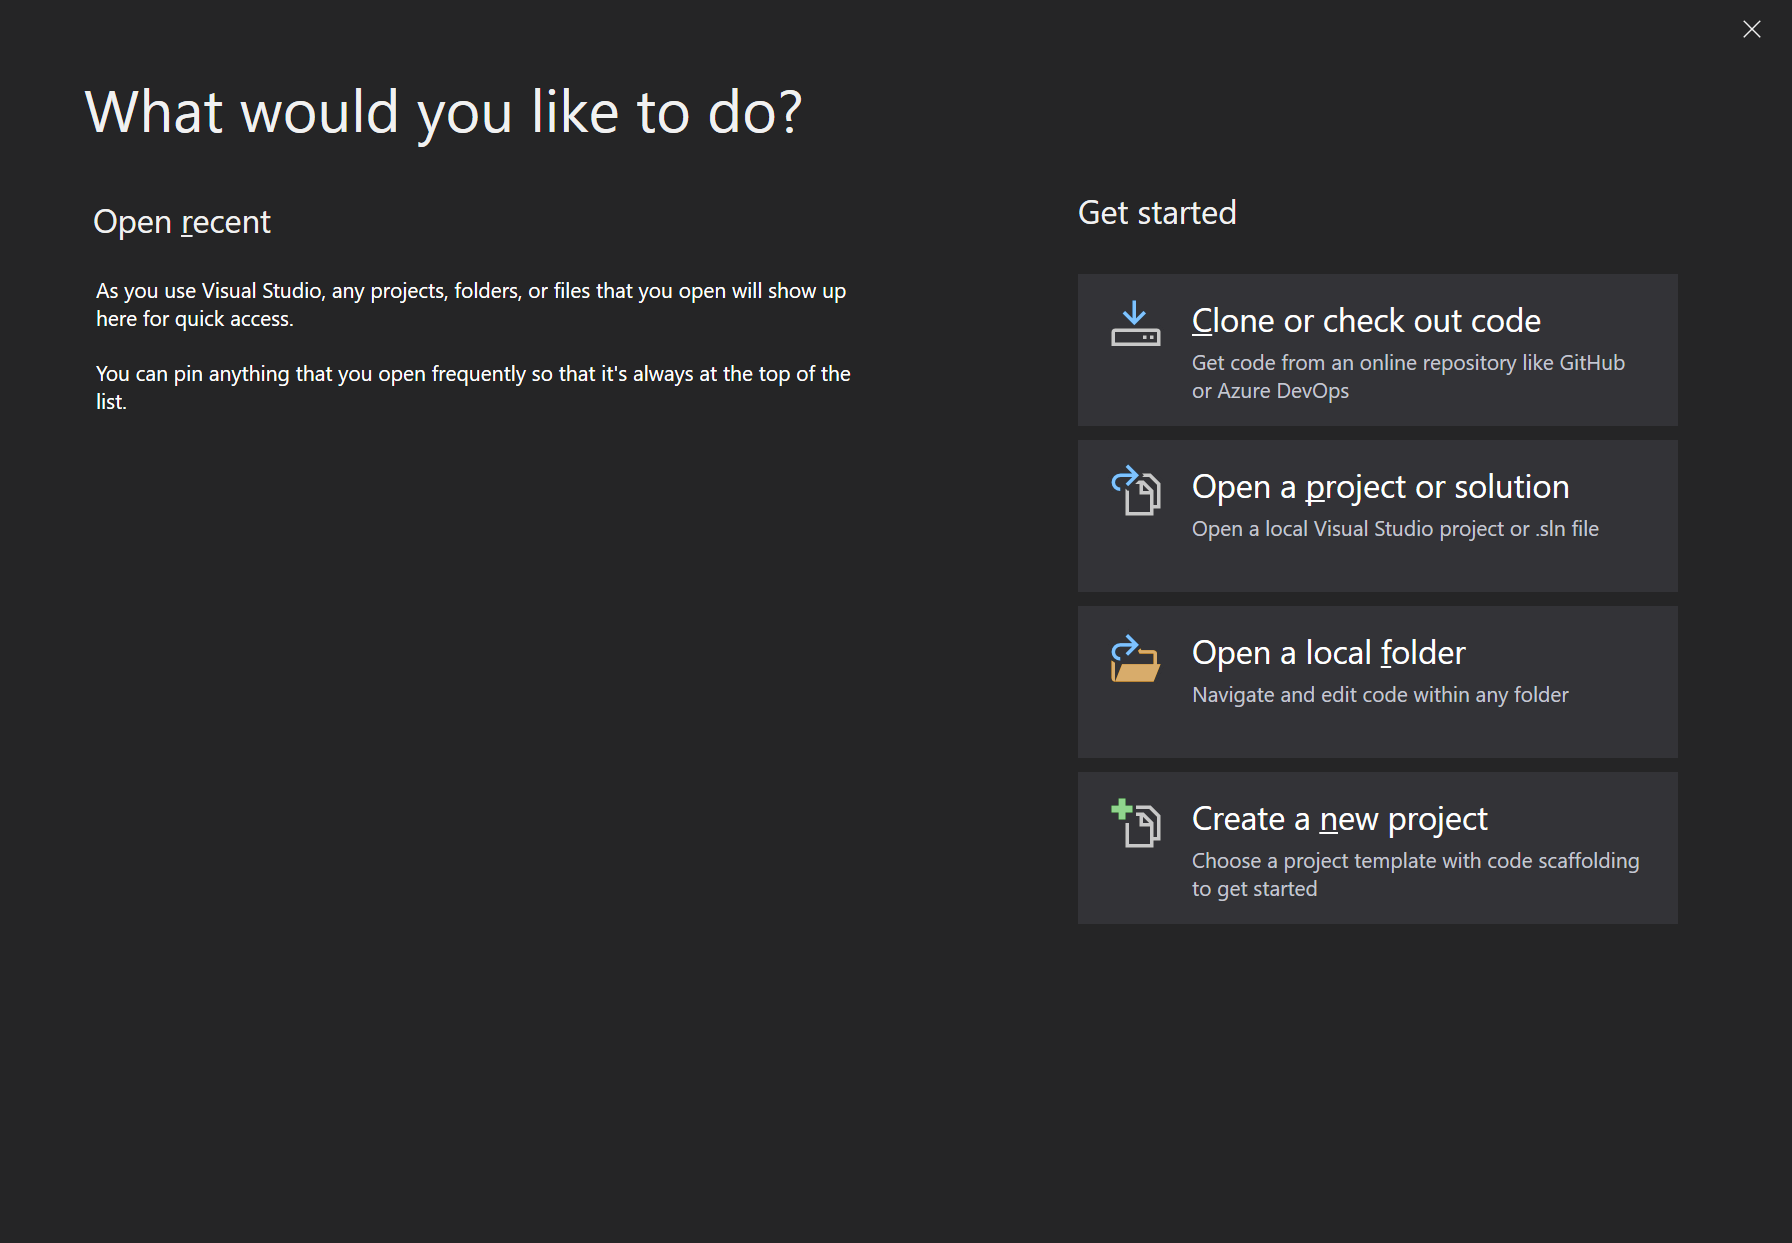 What would you like to do?
Open recent
As you use Visual Studio, any projects, folders, or files that you open will show up
here for quick access.
You can pin anything that you open frequently so that it's always at the top of the
list.
Get started
Clone or check out code
Get code from an online repository like GitHub
or Azure DevOps
Open a project or solution
Open a local Visual Studio project or .sln file
Open a local folder
Navigate and edit code within any folder
Create a new project
Choose a project template with code scaffolding
to get started